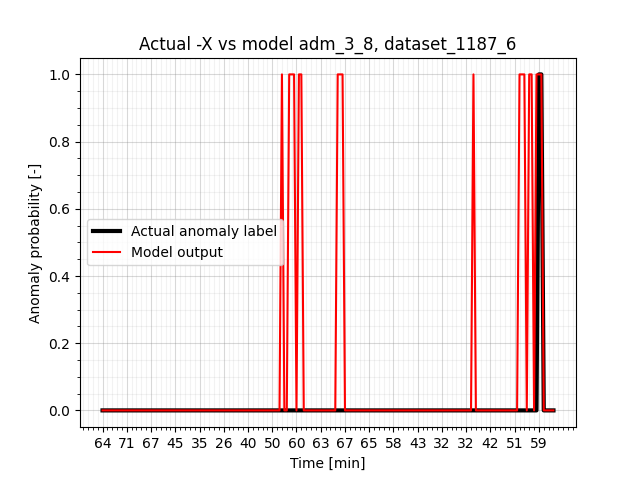 Actual -X vs model adm_3_8, dataset_1187_6
Anomaly probability [-]
1.0
0.8
0.6
0.4
0.2
0.0
Actual anomaly label
Model output
64 71 67 45 35 26 40 50 60 63 67 65 58 43 32 32 42 51 59
Time [min]